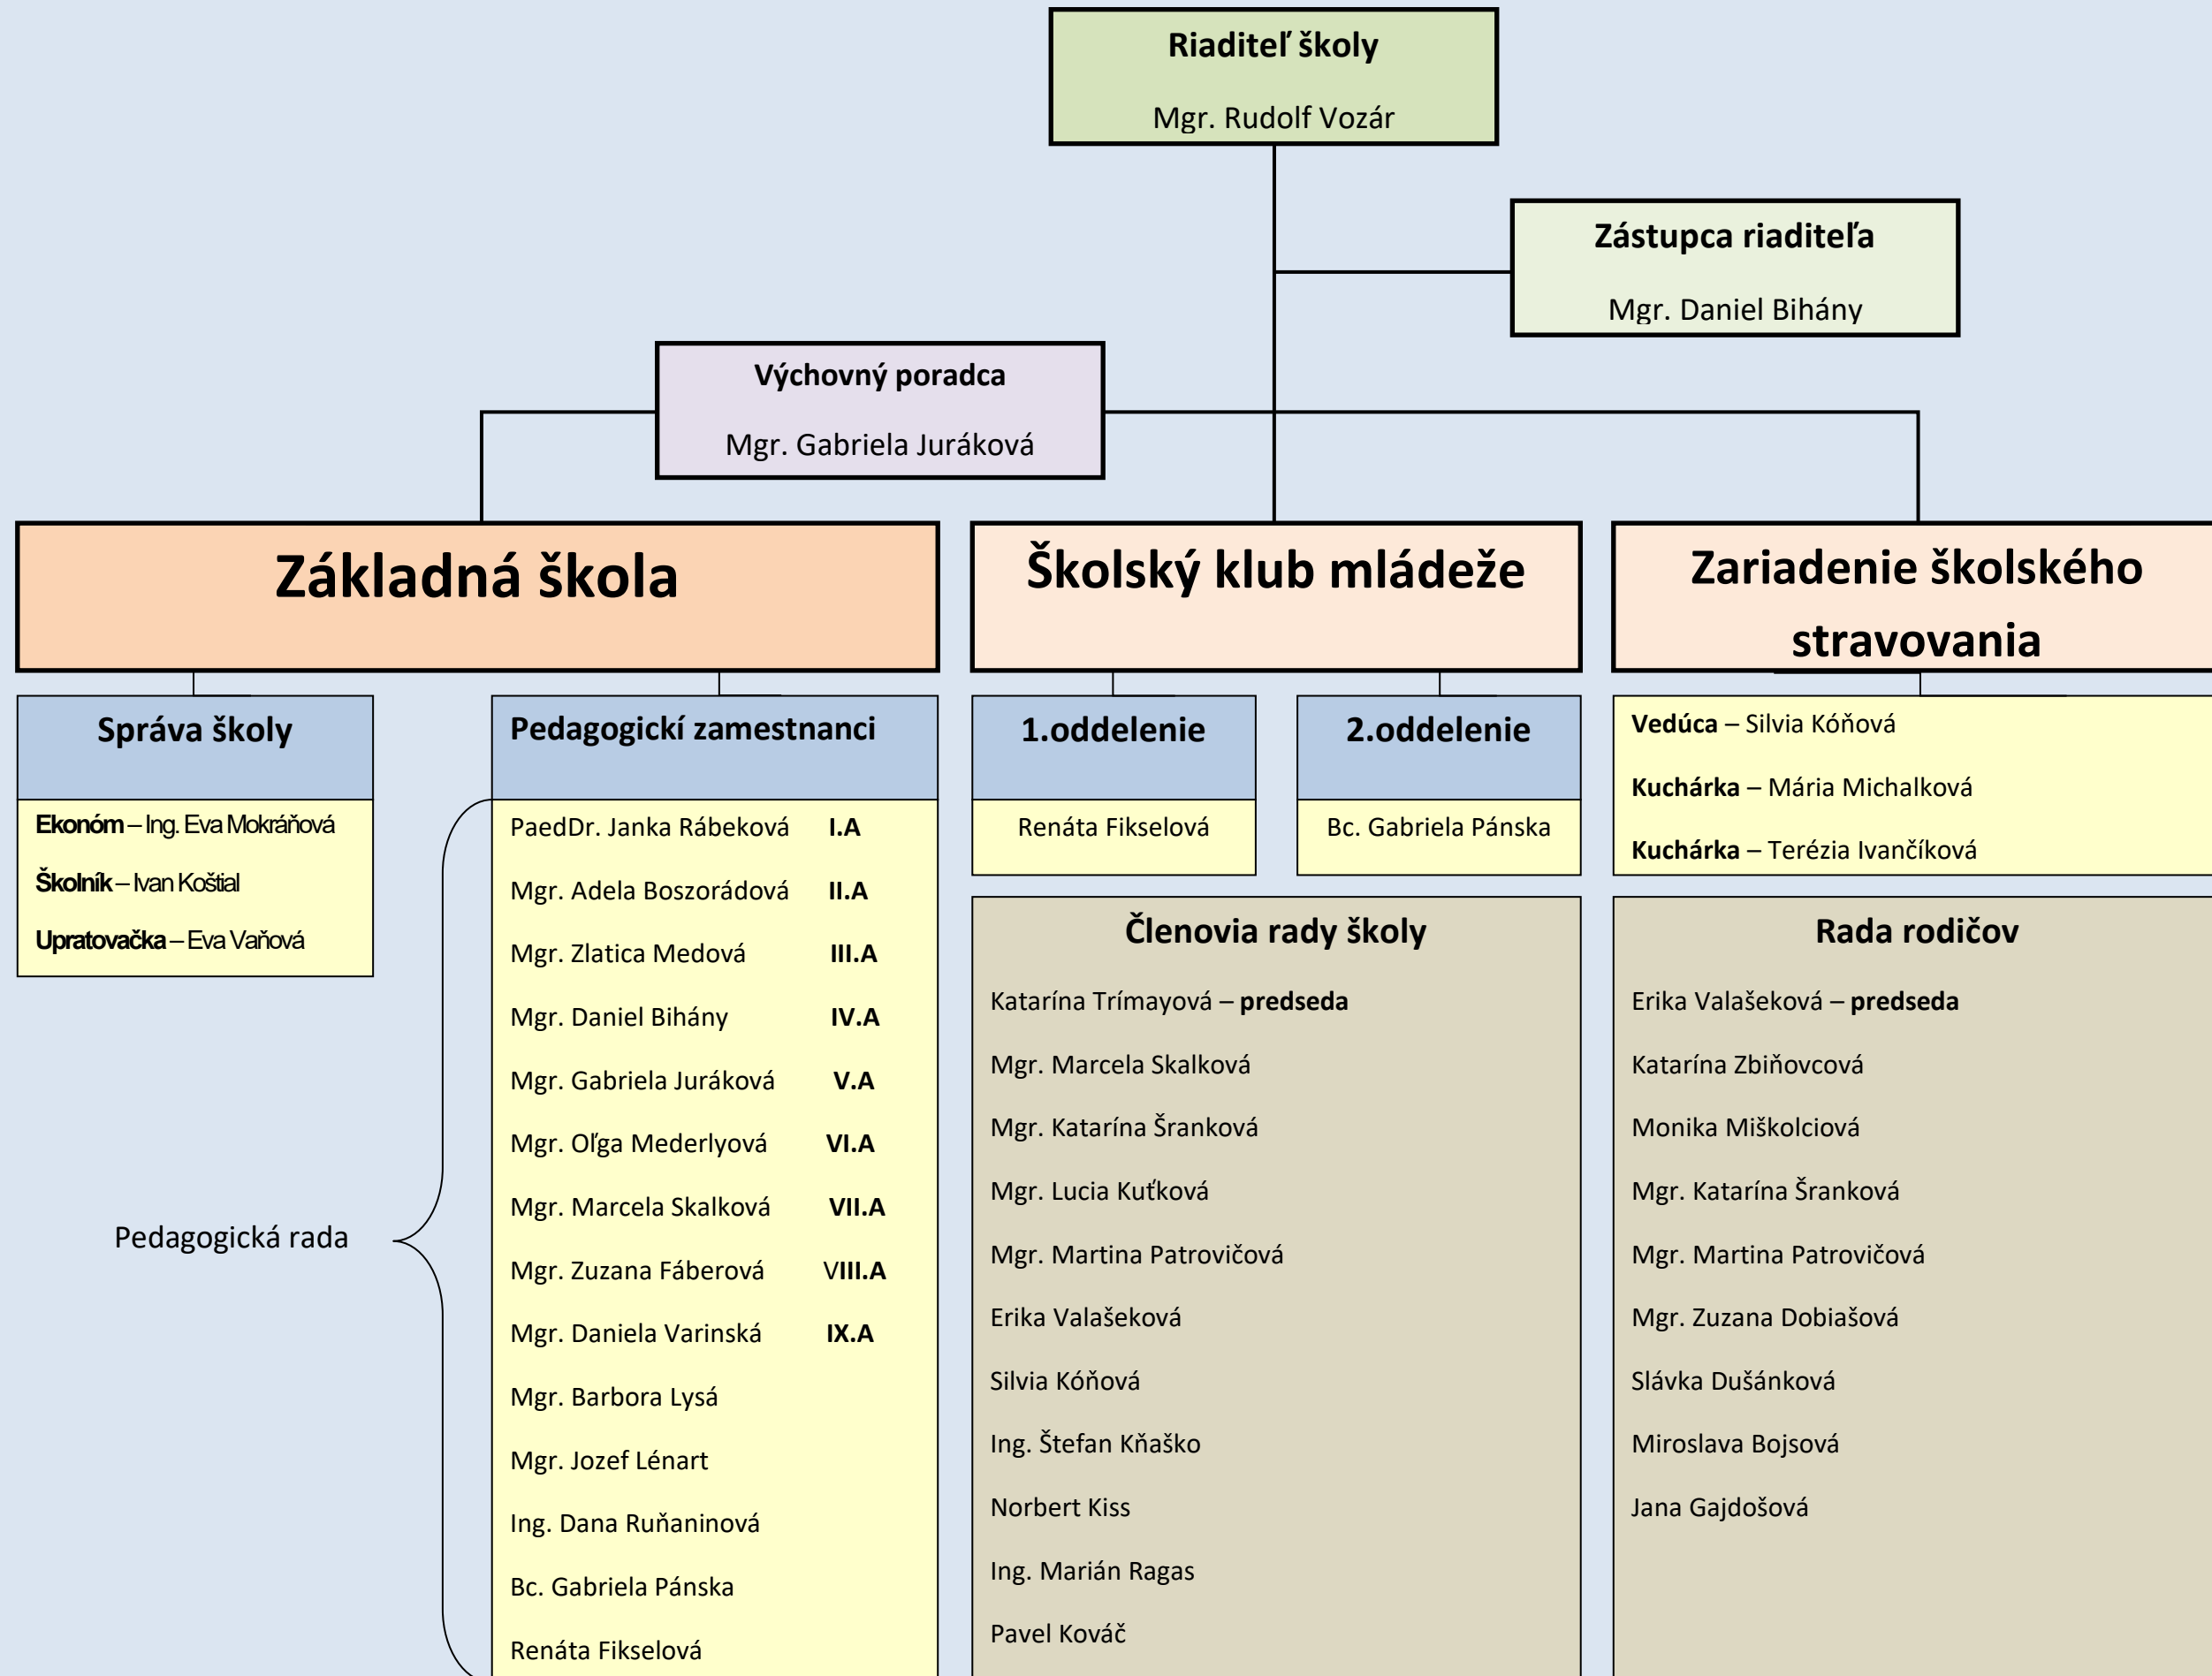 Riaditeľ školy
Mgr. Rudolf Vozár
Zástupca riaditeľa
Mgr. Daniel Bihány
Výchovný poradca
Mgr. Gabriela Juráková
Základná škola
Školský klub mládeže
Zariadenie školského
stravovania
Správa školy
Ekonóm – Ing. Eva Mokráňová
Školník – Ivan Koštial
Upratovačka – Eva Vaňová
Pedagogická rada
Pedagogickí zamestnanci
PaedDr. Janka Rábeková I.A
Mgr. Adela Boszorádová II.A
Mgr. Zlatica Medová III.A
Mgr. Daniel Bihány IV.A
Mgr. Gabriela Juráková V.A
Mgr. Oľga Mederlyová VI.A
Mgr. Marcela Skalková VII.A
Mgr. Zuzana Fáberová VIII.A
Mgr. Daniela Varinská IX.A
Mgr. Barbora Lysá
Mgr. Jozef Lénart
Ing. Dana Ruňaninová
Bc. Gabriela Pánska
Renáta Fikselová
1.oddelenie
Renáta Fikselová
2.oddelenie
Bc. Gabriela Pánska
Vedúca – Silvia Kóňová
Kuchárka – Mária Michalková
Kuchárka – Terézia Ivančíková
Členovia rady školy
Katarína Trímayová – predseda
Mgr. Marcela Skalková
Mgr. Katarína Šranková
Mgr. Lucia Kuťková
Mgr. Martina Patrovičová
Erika Valašeková
Silvia Kóňová
Ing. Štefan Kňaško
Norbert Kiss
Ing. Marián Ragas
Pavel Kováč
Rada rodičov
Erika Valašeková – predseda
Katarína Zbiňovcová
Monika Miškolciová
Mgr. Katarína Šranková
Mgr. Martina Patrovičová
Mgr. Zuzana Dobiašová
Slávka Dušánková
Miroslava Bojsová
Jana Gajdošová